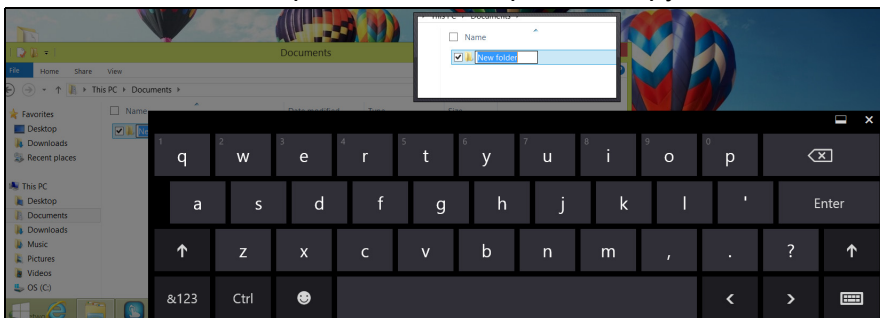 This PC › Documents ›
Name
New folder
Documents
File Home Share View
This PC › Documents ›
Favorites
Desktop
Downloads
Recent places
This PC
Desktop
Documents
Downloads
Music
Pictures
Videos
OS (C:)
Name Date modified Type Size
Ne
1 2 3 4 5 6 7 8 9 0
q w e r t y u i o p
a s d f g h j k l ' Enter
z x c v b n m , . ?
&123 Ctrl < >